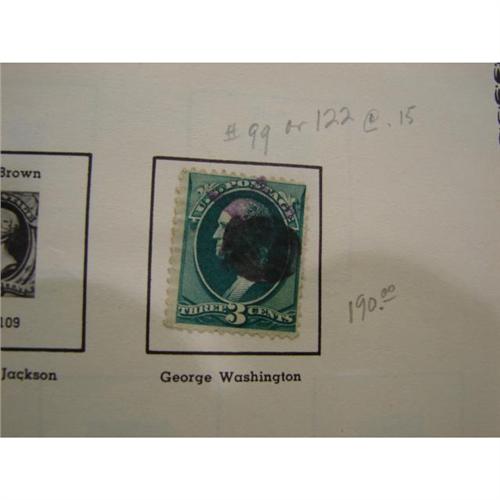 # 99 or 122 @ .15
Brown
U.S. POSTAGE
THREE 3 CENTS
190.00
109
Jackson
George Washington